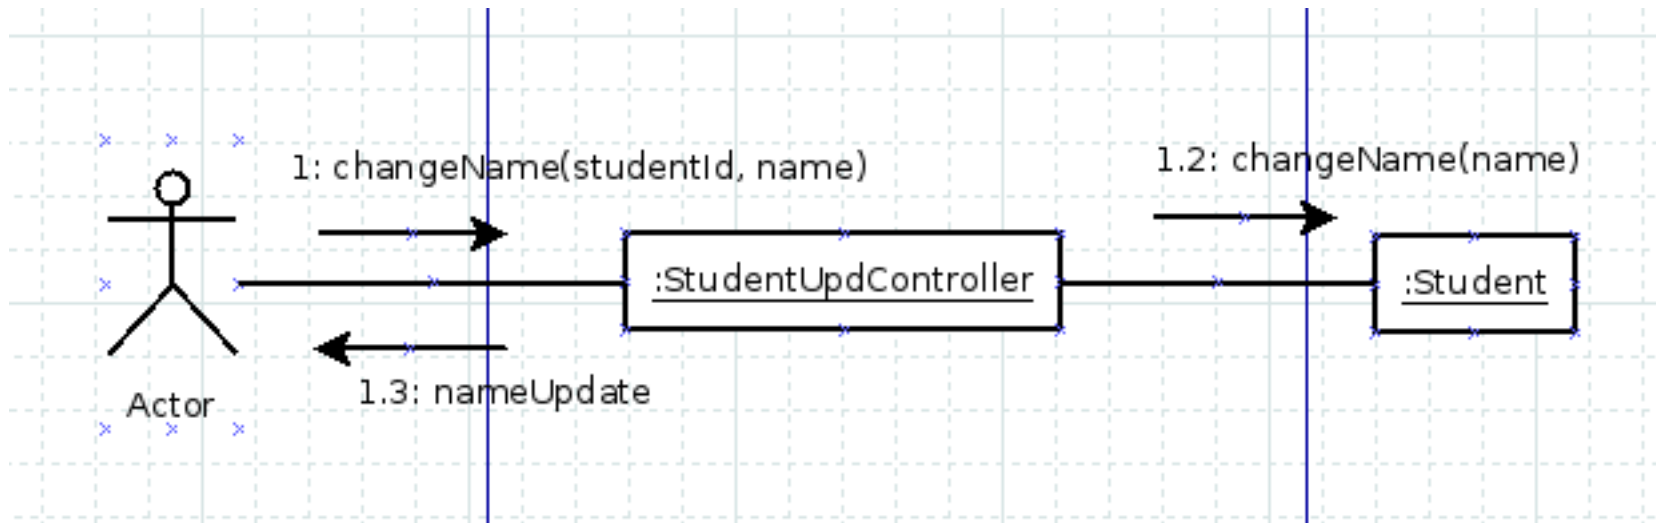 1: changeName(studentId, name)
1.2: changeName(name)
:StudentUpdController
:Student
1.3: nameUpdate
Actor